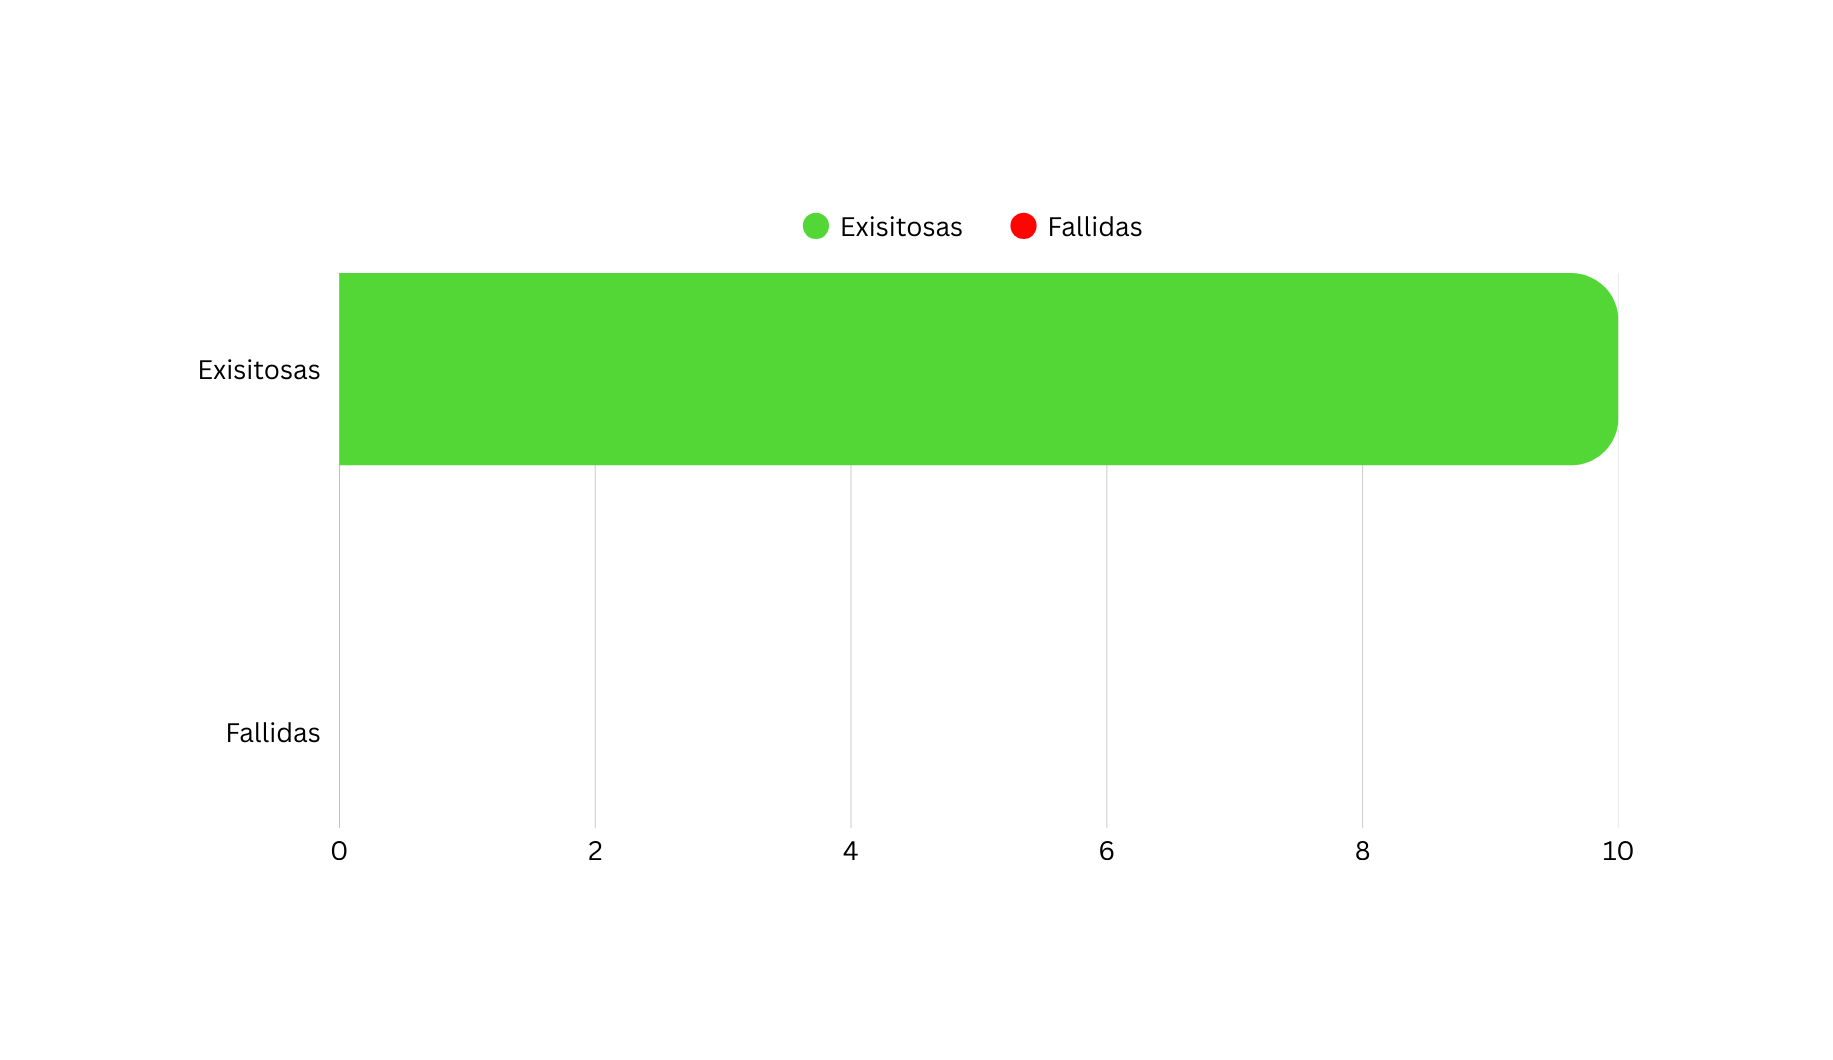 Exisitosas Fallidas
Exisitosas
Fallidas
0 2 4 6 8 10